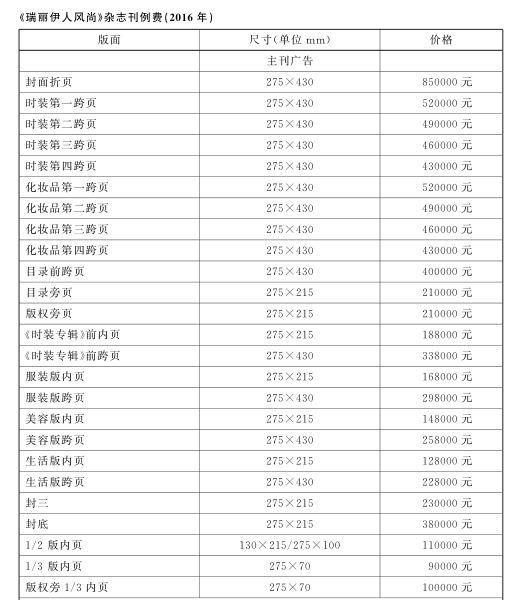 《瑞丽伊人风尚》杂志刊例费(2016 年)
版面 尺寸(单位 mm) 价格
主刊广告
封面折页 275×430 850000 元
时装第一跨页 275×430 520000 元
时装第二跨页 275×430 490000 元
时装第三跨页 275×430 460000 元
时装第四跨页 275×430 430000 元
化妆品第一跨页 275×430 520000 元
化妆品第二跨页 275×430 490000 元
化妆品第三跨页 275×430 460000 元
化妆品第四跨页 275×430 430000 元
目录前跨页 275×430 400000 元
目录旁页 275×215 210000 元
版权旁页 275×215 210000 元
《时装专辑》前内页 275×215 188000 元
《时装专辑》前跨页 275×430 338000 元
服装版内页 275×215 168000 元
服装版跨页 275×430 298000 元
美容版内页 275×215 148000 元
美容版跨页 275×430 258000 元
生活版内页 275×215 128000 元
生活版跨页 275×430 228000 元
封三 275×215 230000 元
封底 275×215 380000 元
1/2 版内页 130×215/275×100 110000 元
1/3 版内页 275×70 90000 元
版权旁 1/3 内页 275×70 100000 元